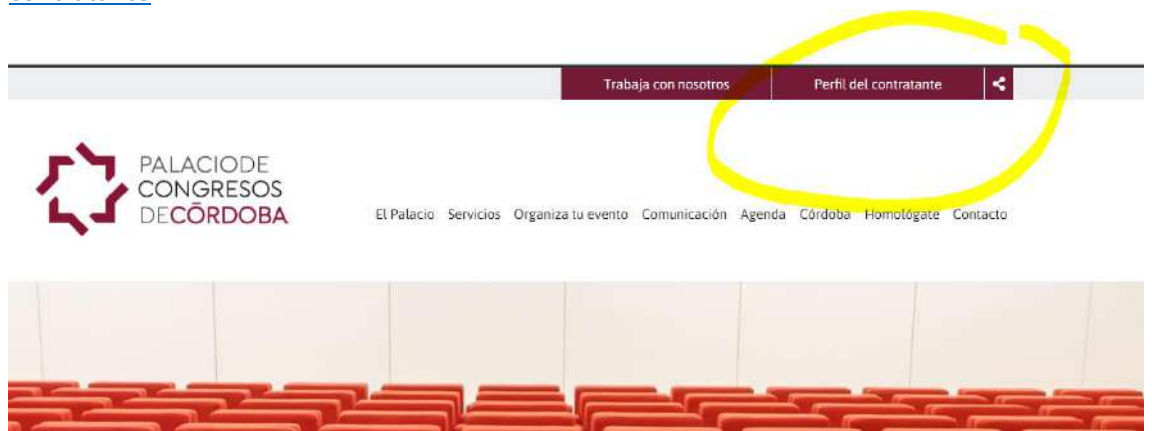 Trabaja con nosotros
Perfil del contratante
PALACIODE
CONGRESOS
DECÓRDOBA
El Palacio Servicios Organiza tu evento Comunicación Agenda Córdoba Homológate Contacto